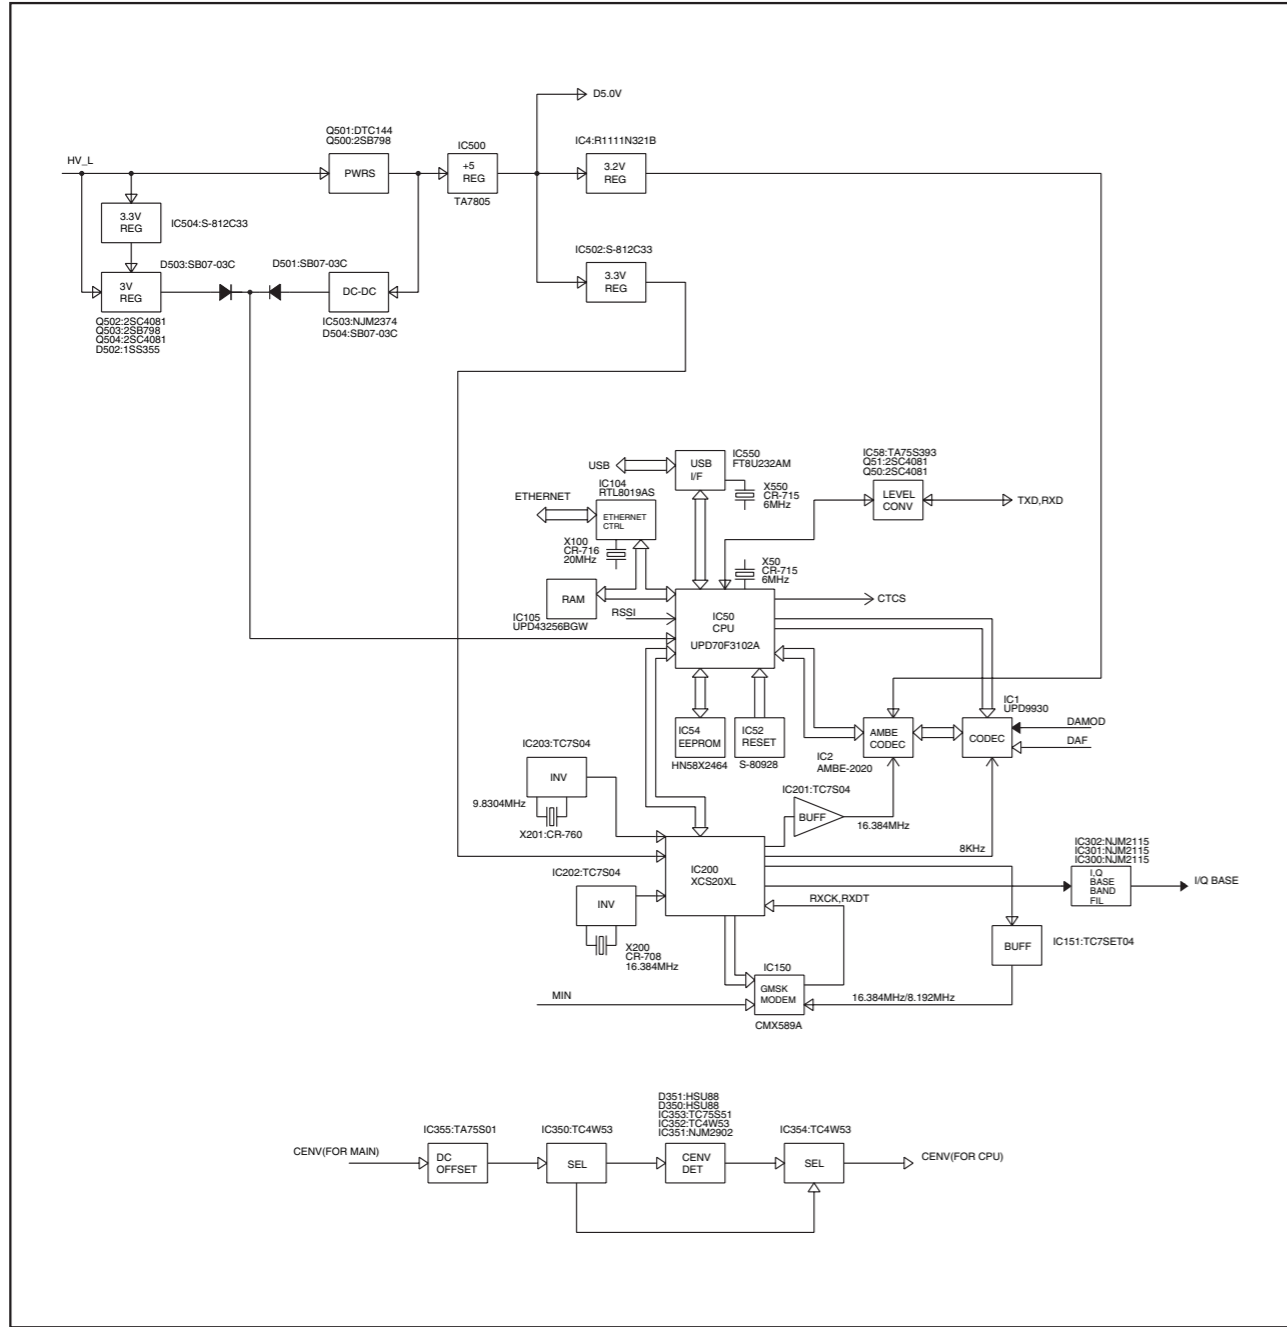 D5.0V
Q501:DTC144
Q500:2SB798
IC500
IC4:R1111N321B
HV_L
PWRS
+5
REG
3.2V
REG
TA7805
3.3V
REG
IC504:S-812C33
IC502:S-812C33
D503:SB07-03C
D501:SB07-03C
3.3V
REG
3V
REG
DC-DC
Q502:2SC4081
Q503:2SB798
Q504:2SC4081
D502:1SS355
IC503:NJM2374
D504:SB07-03C
USB
USB
I/F
IC550
FT8U232AM
IC58:TA75S393
Q51:2SC4081
Q50:2SC4081
X550
CR-715
6MHz
IC104
RTL8019AS
ETHERNET
ETHERNET
CTRL
LEVEL
CONV
TXD,RXD
X100
CR-716
20MHz
X50
CR-715
6MHz
RAM
IC105
UPD43256BGW
RSSI
IC50
CPU
UPD70F3102A
CTCS
IC1
UPD9930
IC54
EEPROM
IC52
RESET
AMBE
CODEC
CODEC
DAMOD
DAF
HN58X2464
S-80928
IC2
AMBE-2020
IC203:TC7S04
INV
9.8304MHz
X201:CR-760
IC201:TC7S04
BUFF
16.384MHz
8KHz
IC302:NJM2115
IC301:NJM2115
IC300:NJM2115
IC200
XCS20XL
I,Q
BASE
BAND
FIL
I/Q BASE
IC202:TC7S04
INV
X200
CR-708
16.384MHz
RXCK,RXDT
BUFF
IC151:TC7SET04
IC150
GMSK
MODEM
MIN
16.384MHz/8.192MHz
CMX589A
D351:HSU88
D350:HSU88
IC353:TC75S51
IC352:TC4W53
IC351:NJM2902
IC355:TA75S01
IC350:TC4W53
IC354:TC4W53
CENV(FOR MAIN)
DC
OFFSET
SEL
CENV
DET
SEL
CENV(FOR CPU)